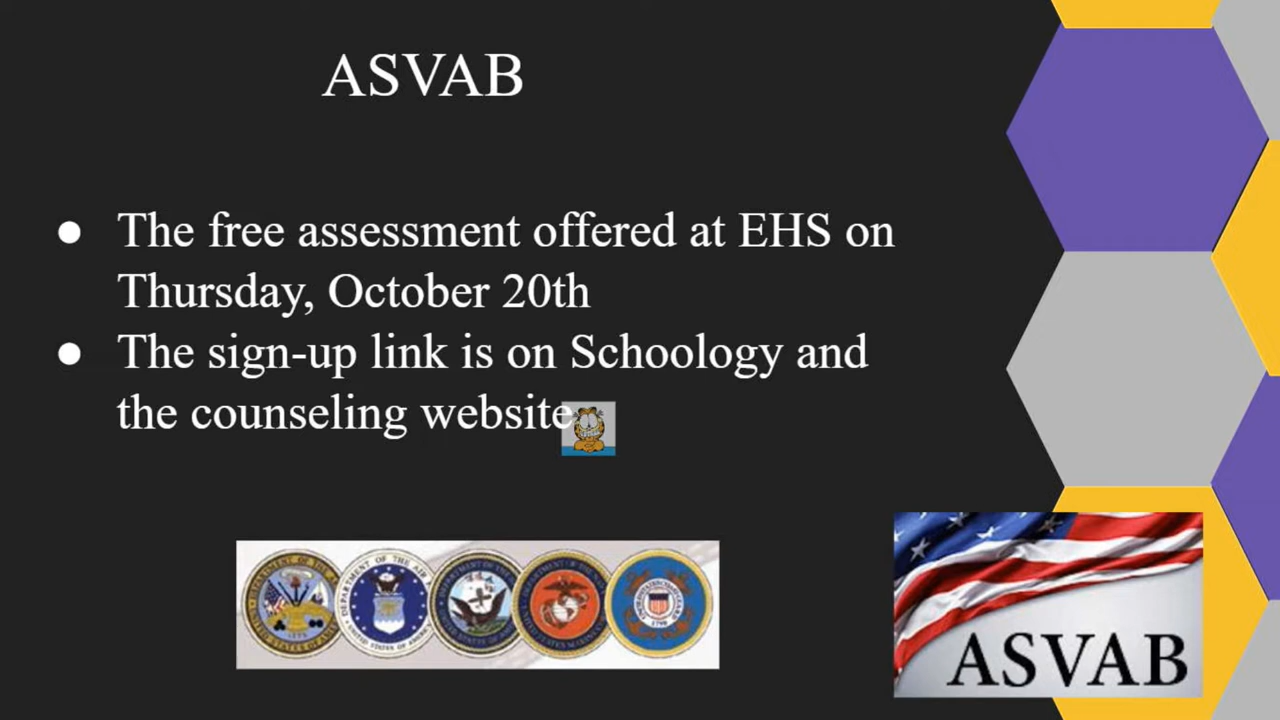 ASVAB
● The free assessment offered at EHS on
Thursday, October 20th
● The sign-up link is on Schoology and
the counseling website
ASVAB